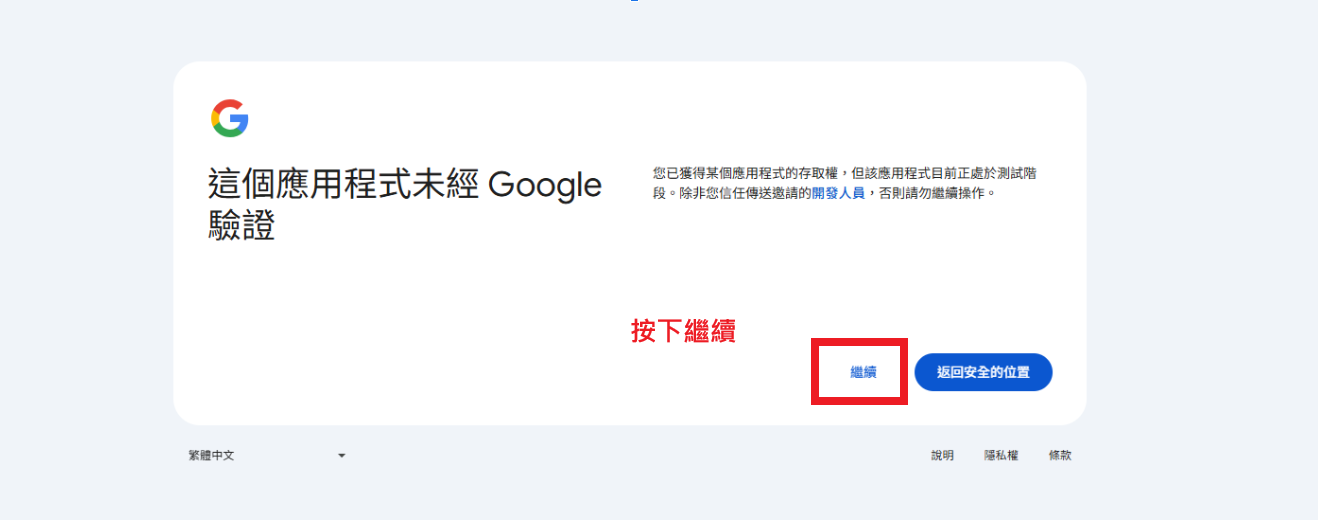 這個應用程式未經 Google
驗證
您已獲得某個應用程式的存取權，但該應用程式目前正處於測試階
段。除非您信任傳送邀請的開發人員，否則請勿繼續操作。
按下繼續
繼續
返回安全的位置
繁體中文
說明
隱私權
條款